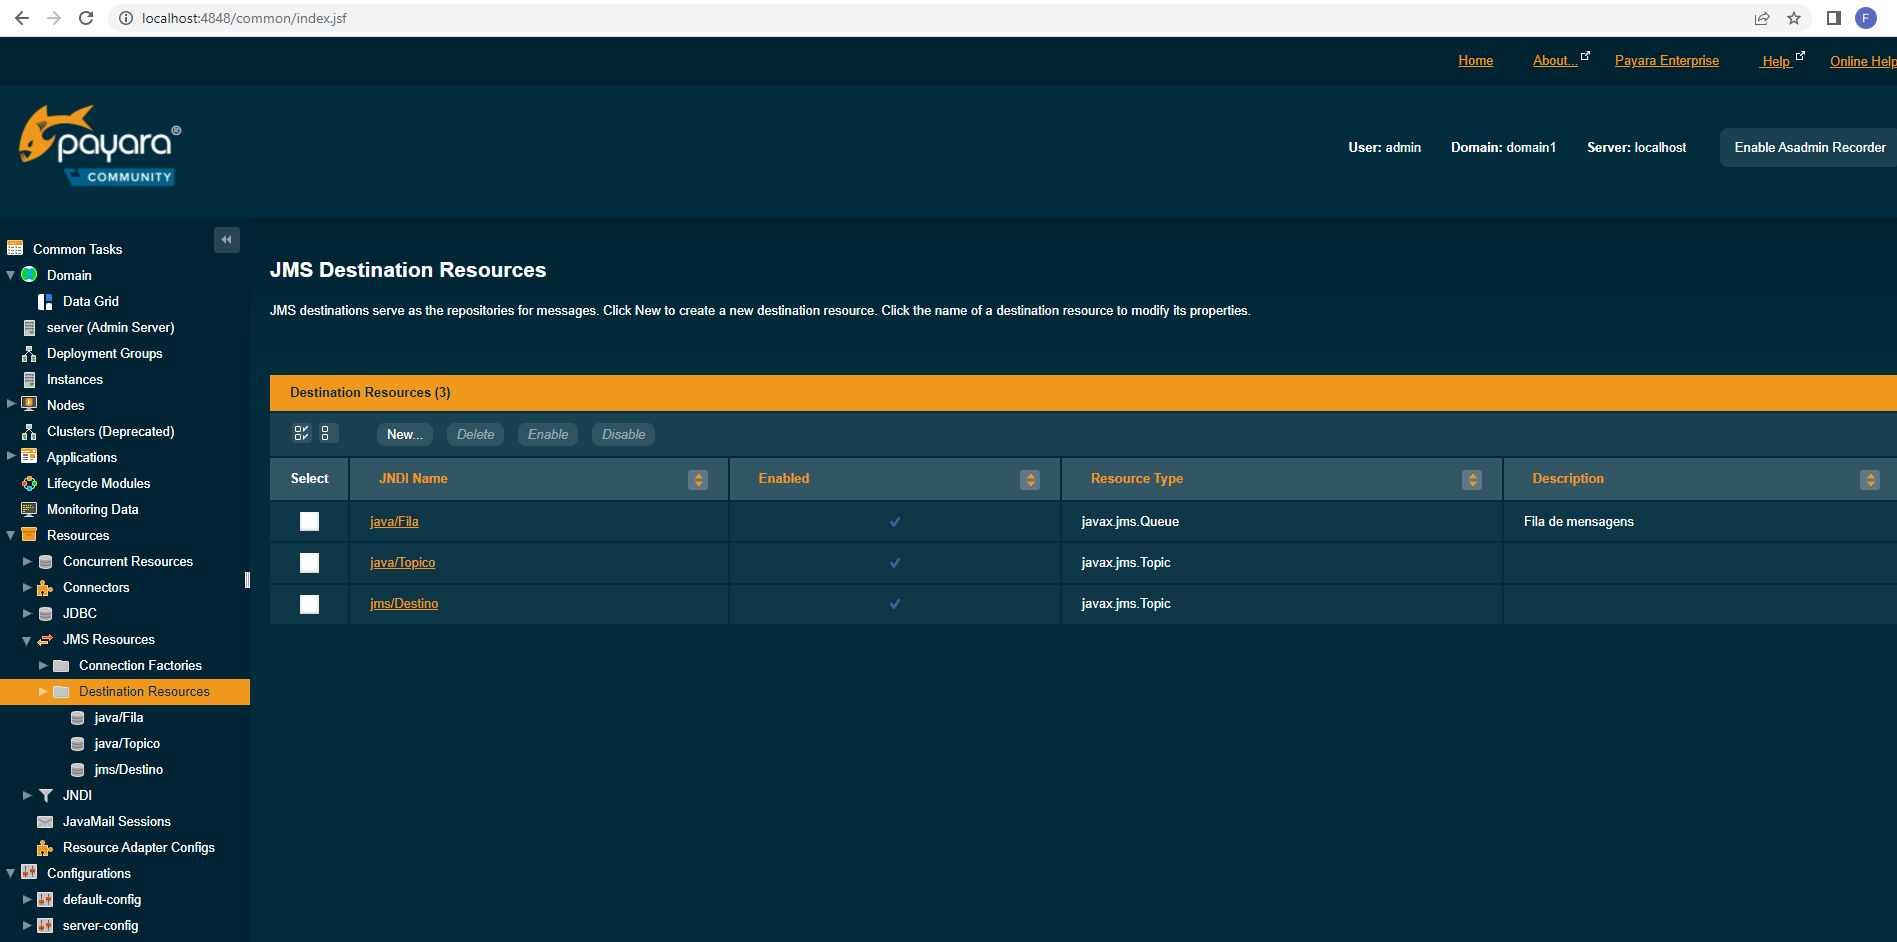 localhost:4848/common/index.jsf
F
Home About... Payara Enterprise Help Online Help
payara®
COMMUNITY
User: admin Domain: domain1 Server: localhost Enable Asadmin Recorder
Common Tasks
Domain
Data Grid
server (Admin Server)
Deployment Groups
Instances
Nodes
Clusters (Deprecated)
Applications
Lifecycle Modules
Monitoring Data
Resources
Concurrent Resources
Connectors
JDBC
JMS Resources
Connection Factories
Destination Resources
java/Fila
java/Topico
jms/Destino
JNDI
JavaMail Sessions
Resource Adapter Configs
Configurations
default-config
server-config
JMS Destination Resources
JMS destinations serve as the repositories for messages. Click New to create a new destination resource. Click the name of a destination resource to modify its properties.
Destination Resources (3)
New... Delete Enable Disable
Select JNDI Name Enabled Resource Type Description
java/Fila javax.jms.Queue Fila de mensagens
java/Topico javax.jms.Topic
jms/Destino javax.jms.Topic